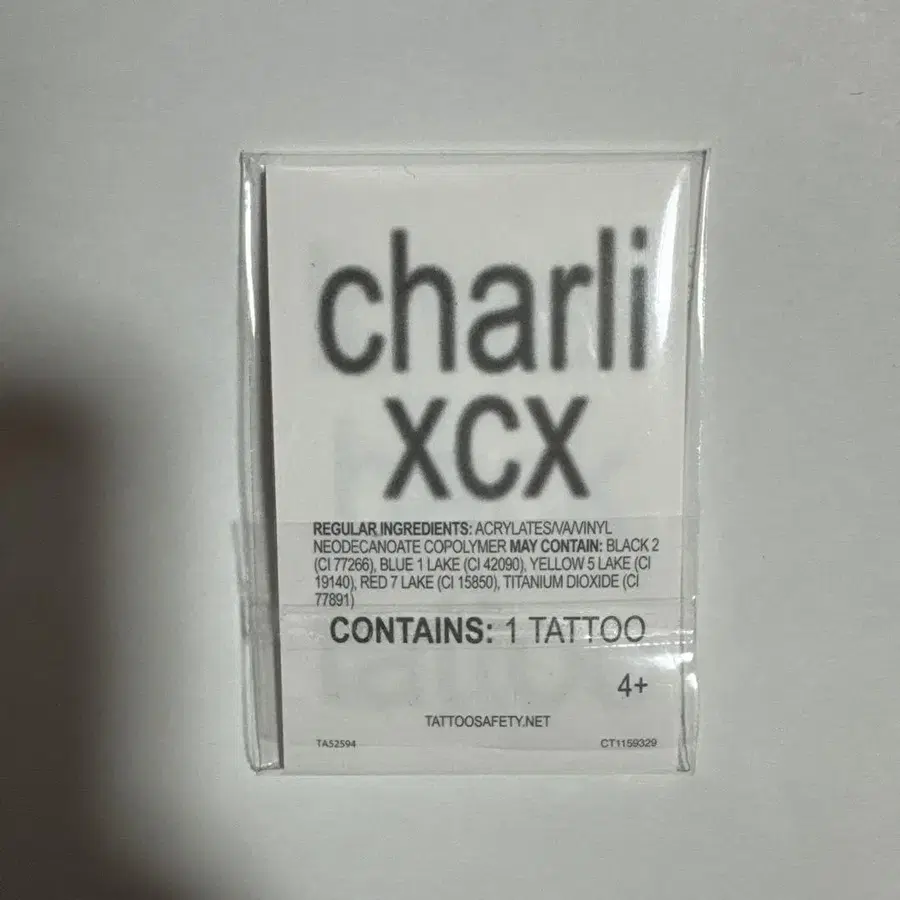 charli
xcx
REGULAR INGREDIENTS: ACRYLATES/VA/VINYL
NEODECANOATE COPOLYMER MAY CONTAIN: BLACK 2
(CI 77266), BLUE 1 LAKE (CI 42090), YELLOW 5 LAKE (CI
19140), RED 7 LAKE (CI 15850), TITANIUM DIOXIDE (CI
77891)
CONTAINS: 1 TATTOO
4+
TATTOOSAFETY.NET
TA52594
CT1159329